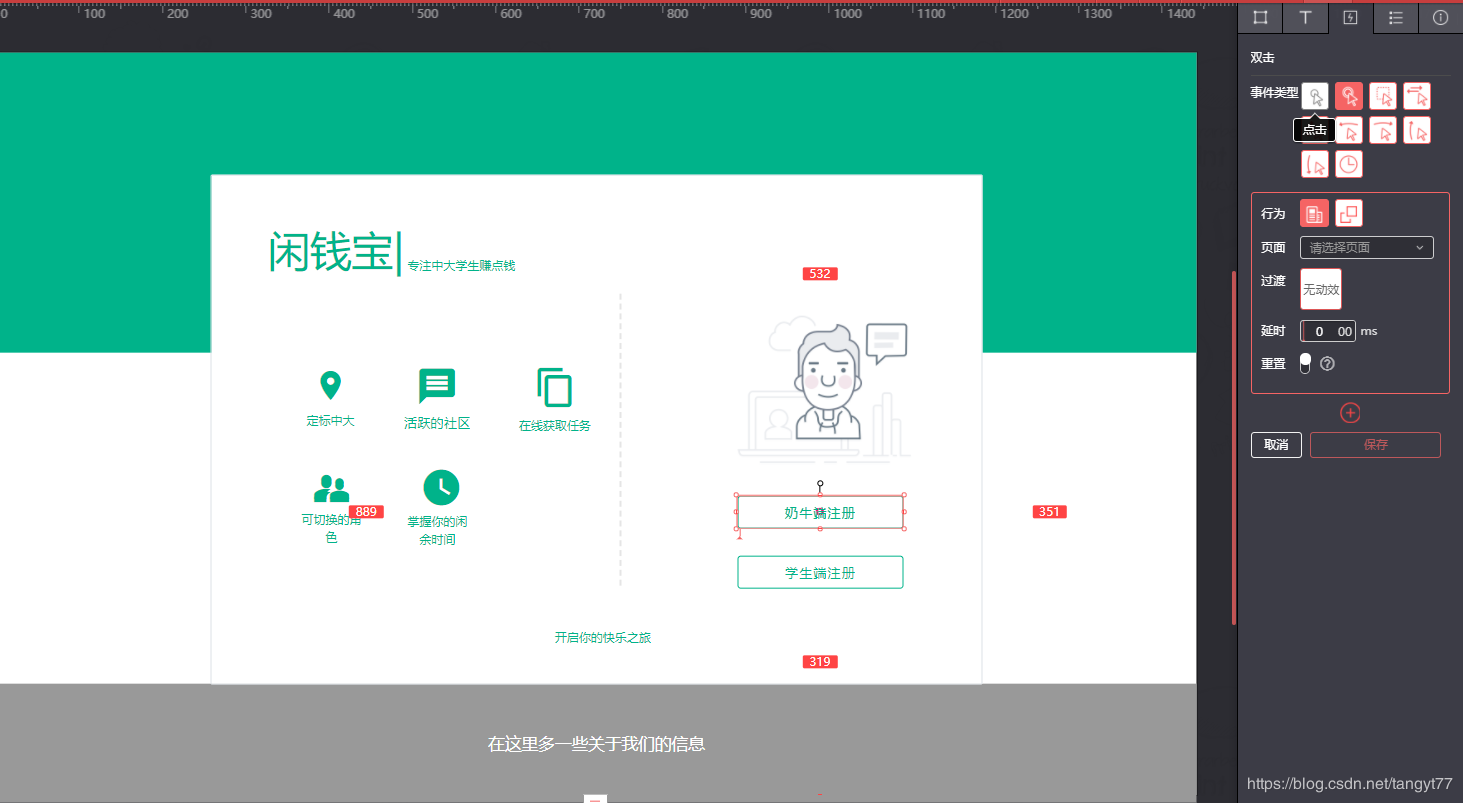 0 100 200 300 400 500 600 700 800 900 1000 1100 1200 1300 1400
T
双击
事件类型
点击
行为
页面 请选择页面
过渡 无动效
延时 0 00 ms
重置 ?
取消 保存
闲钱宝| 专注中大学生赚点钱
532
定标中大 活跃的社区 在线获取任务
889 351
可切换的角
色
掌握你的闲
余时间
奶牛端注册
学生端注册
开启你的快乐之旅
319
在这里多一些关于我们的信息
https://blog.csdn.net/tangyt77